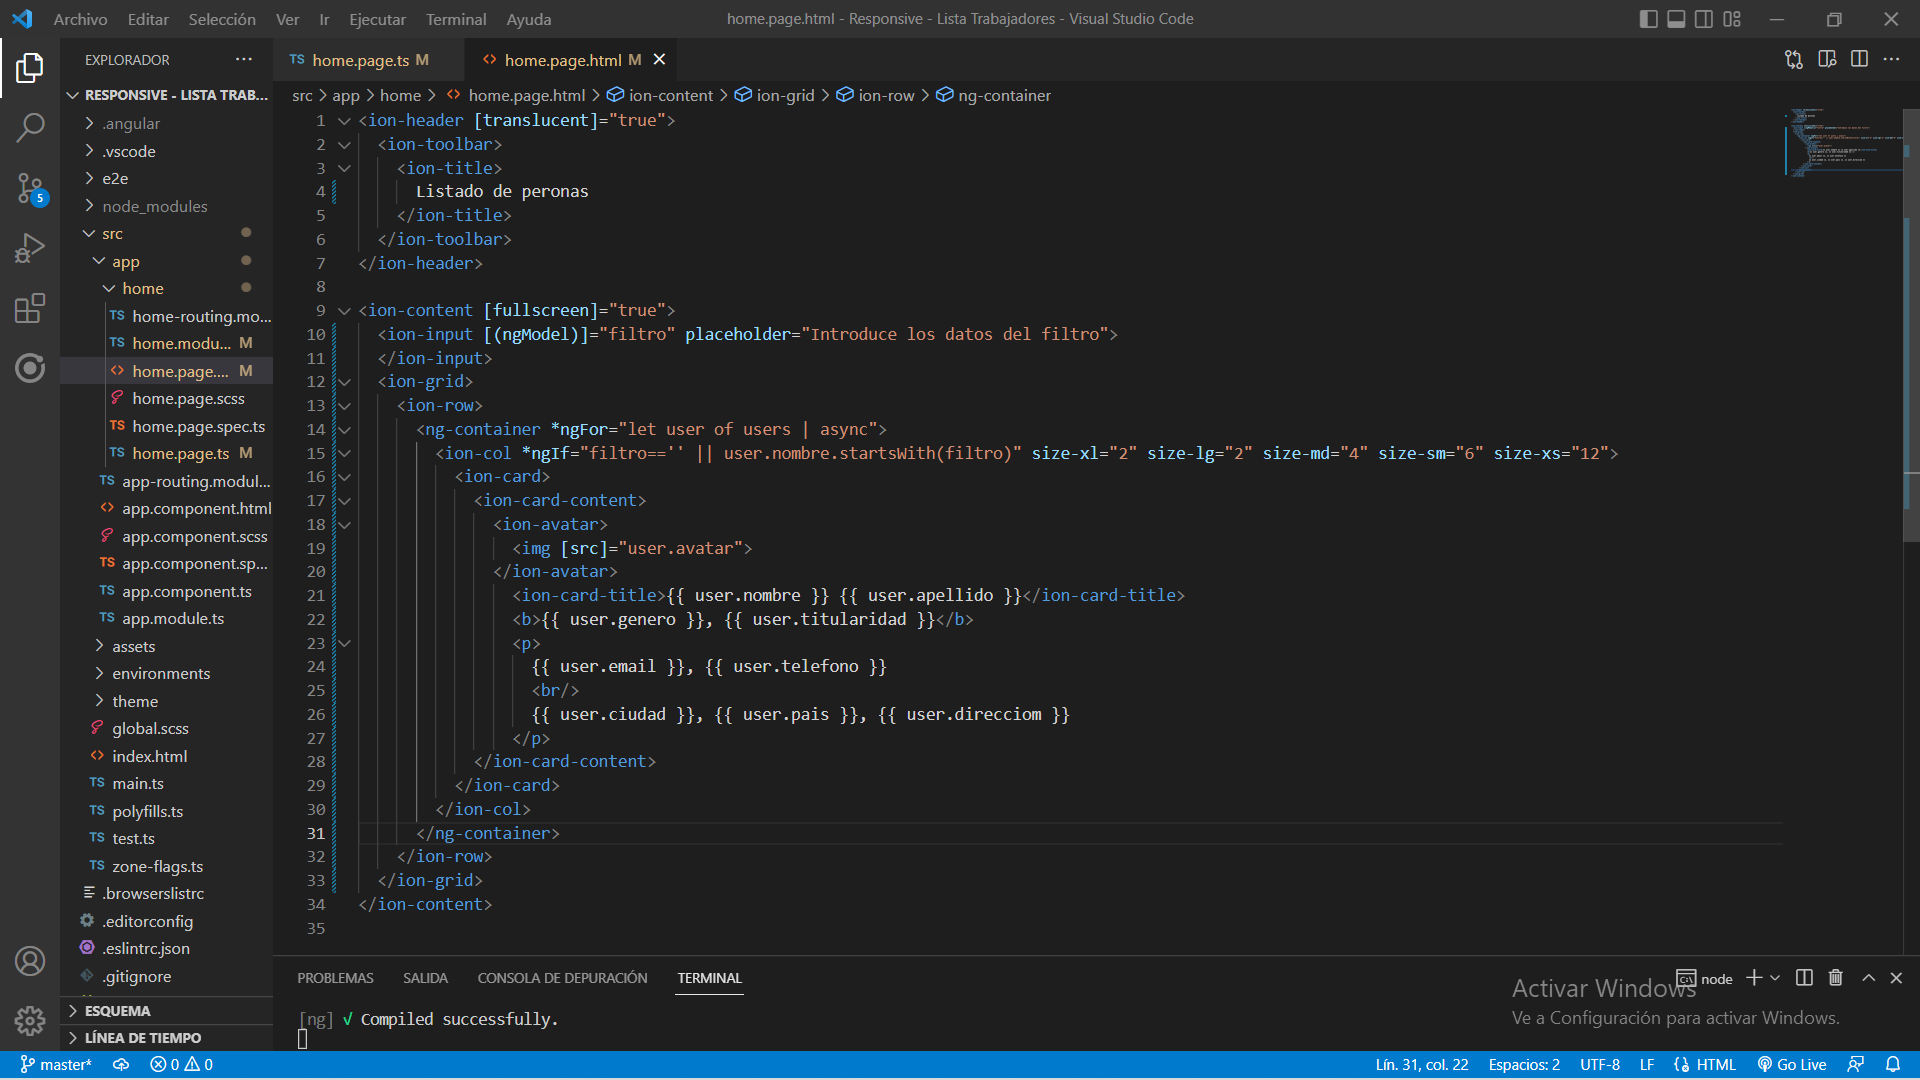 Archivo Editar Selección Ver Ir Ejecutar Terminal Ayuda
home.page.html - Responsive - Lista Trabajadores - Visual Studio Code
EXPLORADOR
RESPONSIVE - LISTA TRAB...
.angular
.vscode
e2e
node_modules
src
app
home
TS home-routing.mo...
TS home.modu... M
<> home.page.... M
home.page.scss
TS home.page.spec.ts
TS home.page.ts M
TS app-routing.modul...
<> app.component.html
app.component.scss
TS app.component.sp...
TS app.component.ts
TS app.module.ts
assets
environments
theme
global.scss
<> index.html
TS main.ts
TS polyfills.ts
TS test.ts
TS zone-flags.ts
.browserslistrc
.editorconfig
.eslintrc.json
.gitignore
ESQUEMA
LÍNEA DE TIEMPO
5
TS home.page.ts M <> home.page.html M
src > app > home > <> home.page.html > ion-content > ion-grid > ion-row > ng-container
1 <ion-header [translucent]="true">
2 <ion-toolbar>
3 <ion-title>
4 Listado de peronas
5 </ion-title>
6 </ion-toolbar>
7 </ion-header>
8
9 <ion-content [fullscreen]="true">
10 <ion-input [(ngModel)]="filtro" placeholder="Introduce los datos del filtro">
11 </ion-input>
12 <ion-grid>
13 <ion-row>
14 <ng-container *ngFor="let user of users | async">
15 <ion-col *ngIf="filtro=='' || user.nombre.startsWith(filtro)" size-xl="2" size-lg="2" size-md="4" size-sm="6" size-xs="12">
16 <ion-card>
17 <ion-card-content>
18 <ion-avatar>
19 <img [src]="user.avatar">
20 </ion-avatar>
21 <ion-card-title>{{ user.nombre }} {{ user.apellido }}</ion-card-title>
22 <b>{{ user.genero }}, {{ user.titularidad }}</b>
23 <p>
24 {{ user.email }}, {{ user.telefono }}
25 <br/>
26 {{ user.ciudad }}, {{ user.pais }}, {{ user.direcciom }}
27 </p>
28 </ion-card-content>
29 </ion-card>
30 </ion-col>
31 </ng-container>
32 </ion-row>
33 </ion-grid>
34 </ion-content>
35
PROBLEMAS SALIDA CONSOLA DE DEPURACIÓN TERMINAL
node
[ng] √ Compiled successfully.
Activar Windows
Ve a Configuración para activar Windows.
master* 0 0 Lín. 31, col. 22 Espacios: 2 UTF-8 LF HTML Go Live